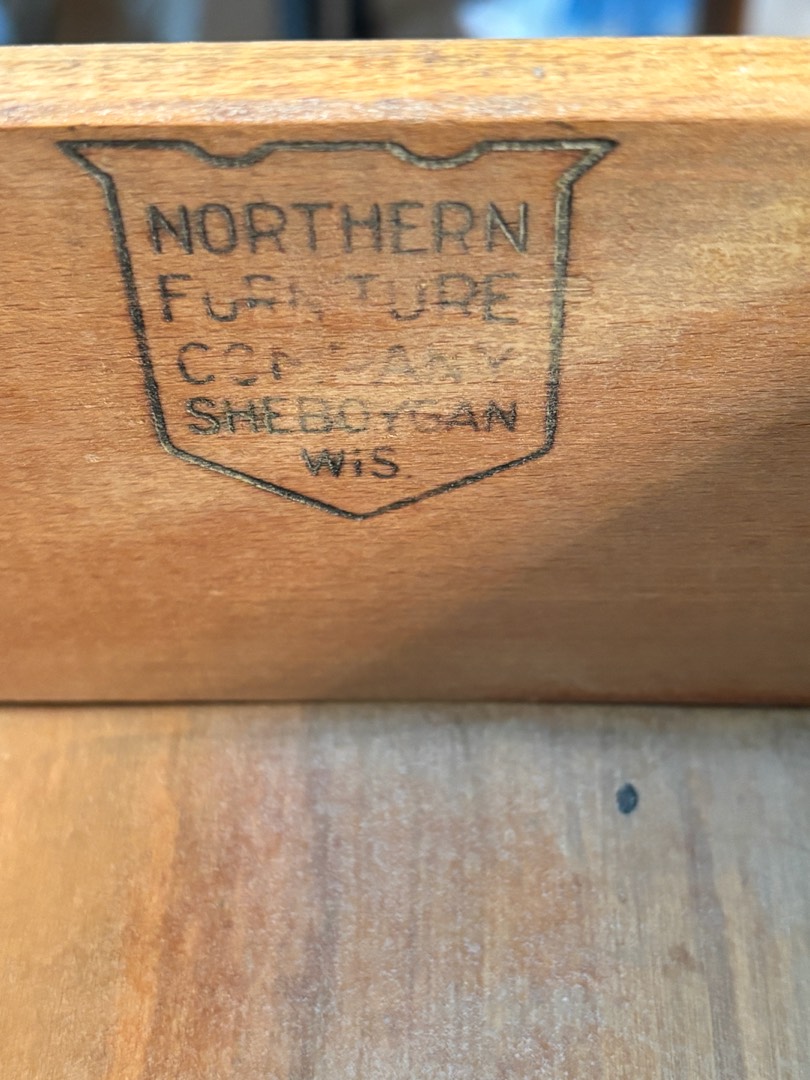 NORTHERN
FURNITURE
COMPANY
SHEBOYGAN
WIS.